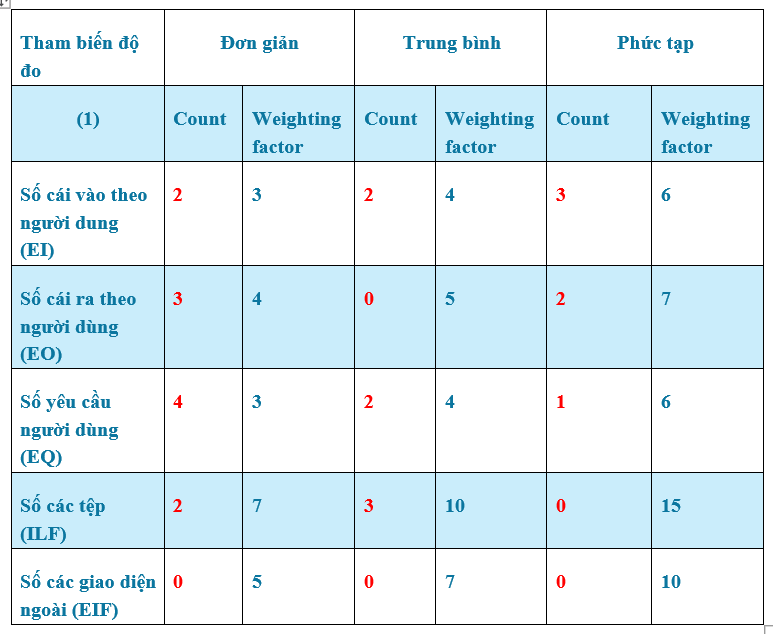 Tham biến độ đo Đơn giản Trung bình Phức tạp
(1) Count Weighting factor Count Weighting factor Count Weighting factor
Số cái vào theo người dung (EI) 2 3 2 4 3 6
Số cái ra theo người dùng (EO) 3 4 0 5 2 7
Số yêu cầu người dùng (EQ) 4 3 2 4 1 6
Số các tệp (ILF) 2 7 3 10 0 15
Số các giao diện ngoài (EIF) 0 5 0 7 0 10